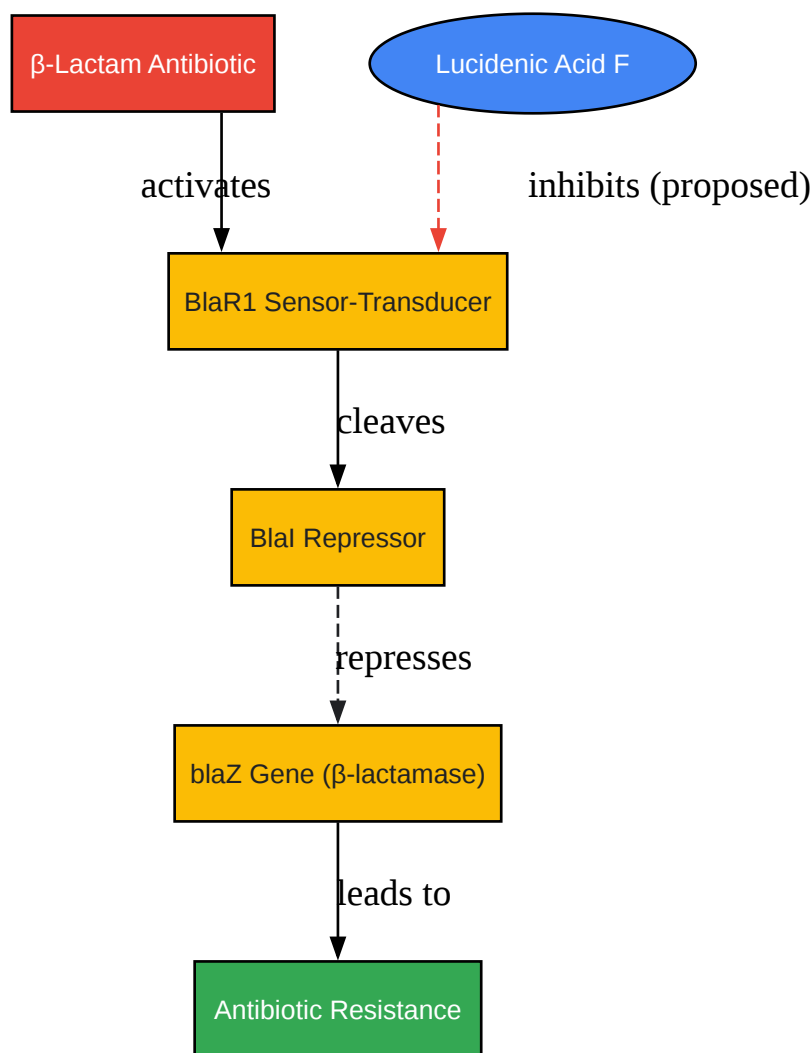 β-Lactam Antibiotic
Lucidenic Acid F
activates
inhibits (proposed)
BlaR1 Sensor-Transducer
cleaves
BlaI Repressor
represses
blaZ Gene (β-lactamase)
leads to
Antibiotic Resistance